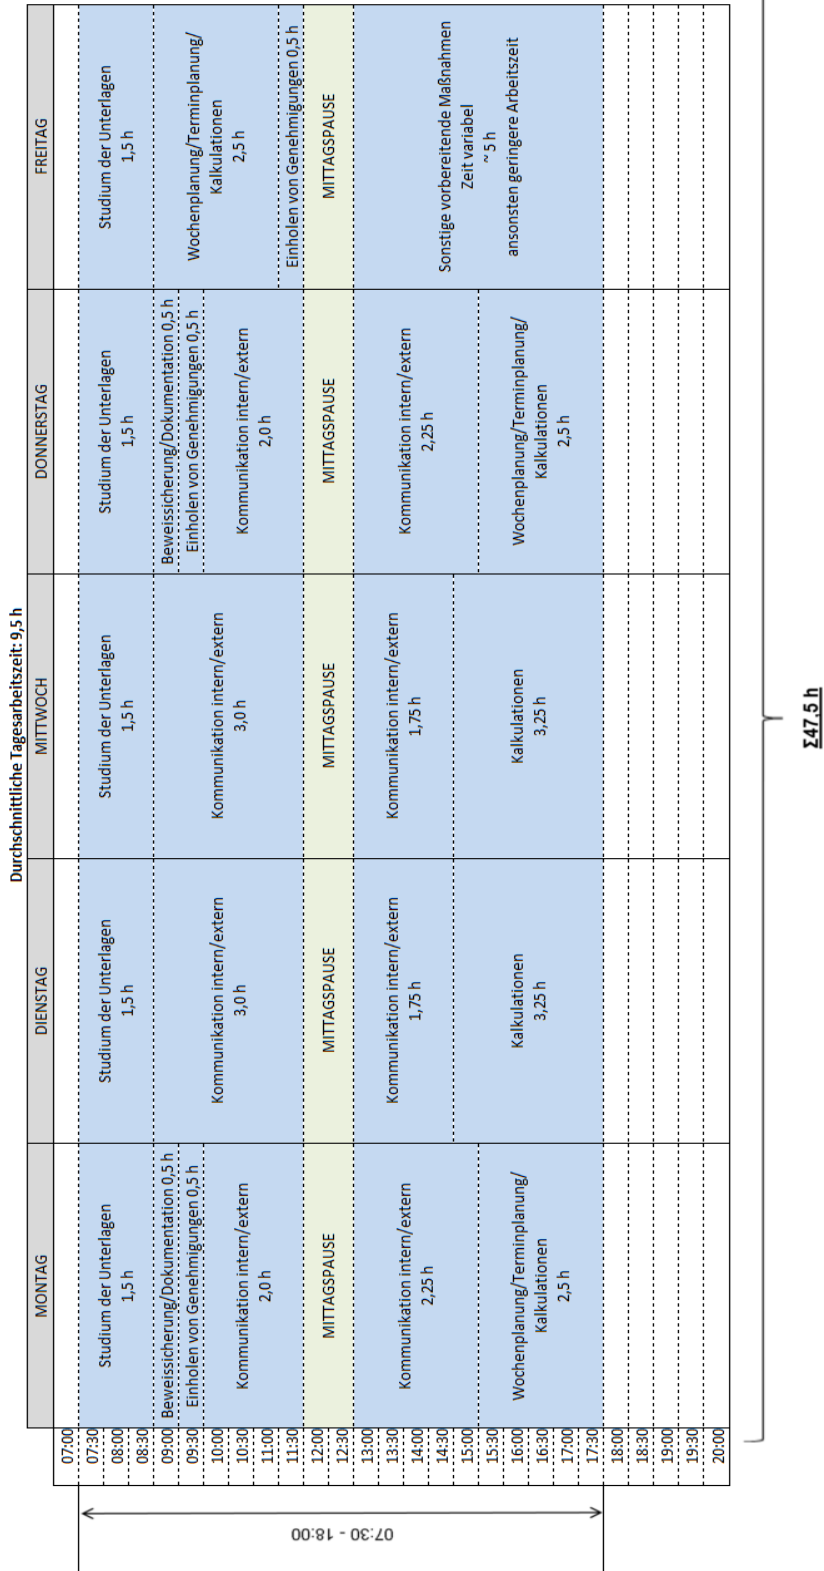 Durchschnittliche Tagesarbeitszeit: 9,5 h
MONTAG
DIENSTAG
MITTWOCH
DONNERSTAG
FREITAG
07:00
07:30
08:00
08:30
09:00
09:30
10:00
10:30
11:00
11:30
12:00
12:30
13:00
13:30
14:00
14:30
15:00
15:30
16:00
16:30
17:00
17:30
18:00
18:30
19:00
19:30
20:00
07:30 - 18:00
Studium der Unterlagen
1,5 h
Beweissicherung/Dokumentation 0,5 h
Einholen von Genehmigungen 0,5 h
Kommunikation intern/extern
2,0 h
MITTAGSPAUSE
Kommunikation intern/extern
2,25 h
Wochenplanung/Terminplanung/
Kalkulationen
2,5 h
Studium der Unterlagen
1,5 h
Kommunikation intern/extern
3,0 h
MITTAGSPAUSE
Kommunikation intern/extern
1,75 h
Kalkulationen
3,25 h
Studium der Unterlagen
1,5 h
Kommunikation intern/extern
3,0 h
MITTAGSPAUSE
Kommunikation intern/extern
1,75 h
Kalkulationen
3,25 h
Studium der Unterlagen
1,5 h
Beweissicherung/Dokumentation 0,5 h
Einholen von Genehmigungen 0,5 h
Kommunikation intern/extern
2,0 h
MITTAGSPAUSE
Kommunikation intern/extern
2,25 h
Wochenplanung/Terminplanung/
Kalkulationen
2,5 h
Studium der Unterlagen
1,5 h
Wochenplanung/Terminplanung/
Kalkulationen
2,5 h
Einholen von Genehmigungen 0,5 h
MITTAGSPAUSE
Sonstige vorbereitende Maßnahmen
Zeit variabel
~ 5 h
ansonsten geringere Arbeitszeit
Σ47,5 h